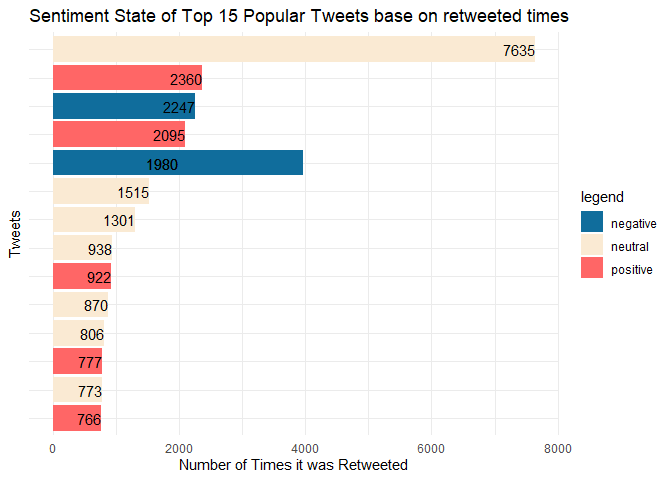 Sentiment State of Top 15 Popular Tweets base on retweeted times
7635
2360
2247
2095
1980
1515
1301
938
922
870
806
777
773
766
Tweets
0 2000 4000 6000 8000
Number of Times it was Retweeted
legend
negative
neutral
positive